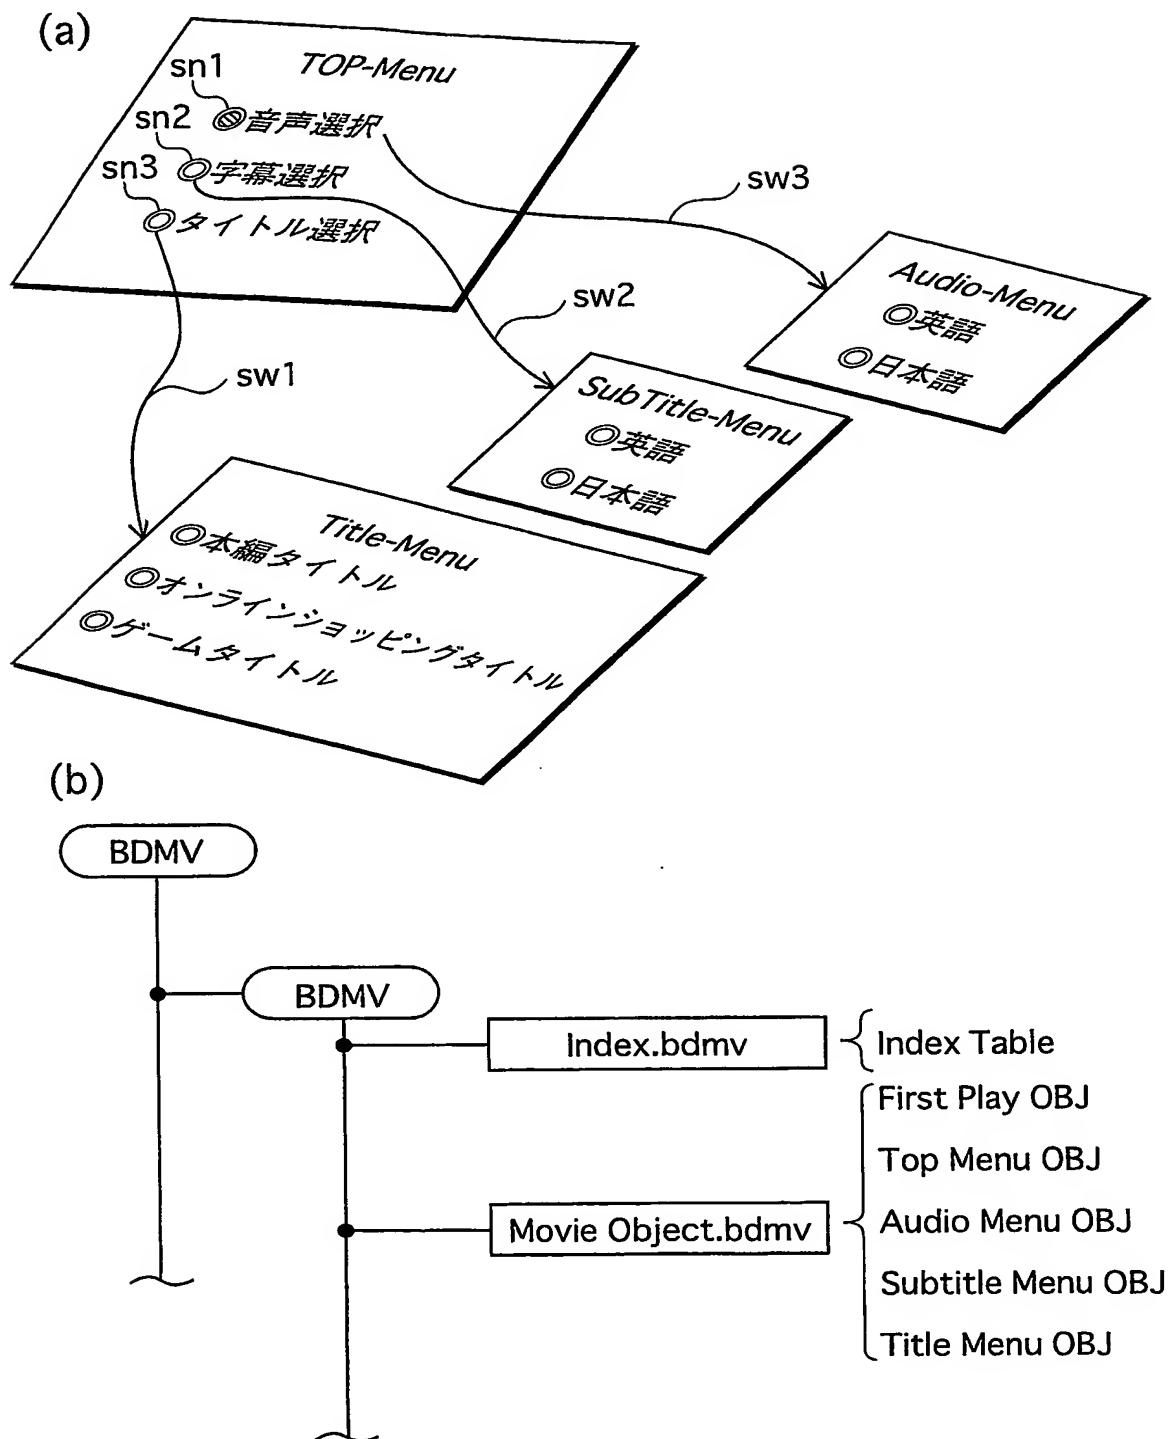 (a)
TOP-Menu
sn1
音声選択
sn2
字幕選択
sn3
タイトル選択
sw3
Audio-Menu
英語
日本語
sw2
SubTitle-Menu
英語
日本語
sw1
Title-Menu
本編タイトル
オンラインショッピングタイトル
ゲームタイトル
(b)
BDMV
BDMV
Index.bdmv
Index Table
First Play OBJ
Top Menu OBJ
Movie Object.bdmv
Audio Menu OBJ
Subtitle Menu OBJ
Title Menu OBJ